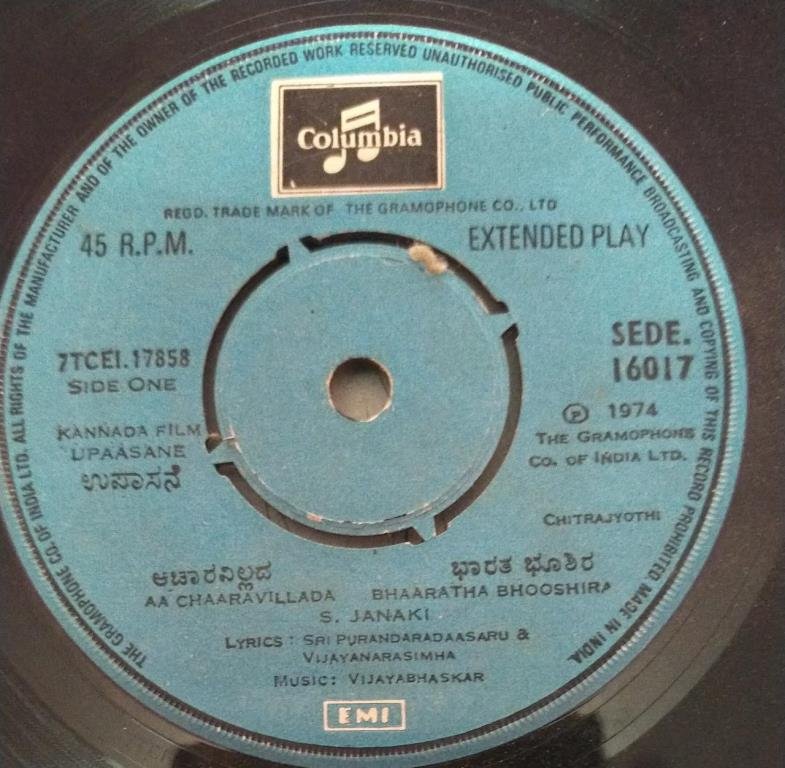 THE GRAMOPHONE CO. OF INDIA LTD. ALL RIGHTS OF THE MANUFACTURER AND OF THE OWNER OF THE RECORDED WORK RESERVED UNAUTHORISED PUBLIC PERFORMANCE BROADCASTING AND COPYING OF THIS RECORD PROHIBITED MADE IN INDIA
Columbia
REGD. TRADE MARK OF THE GRAMOPHONE CO., LTD
45 R.P.M. EXTENDED PLAY
SEDE.
16017
7TCEI.17858
SIDE ONE
℗ 1974
THE GRAMOPHONE
CO. OF INDIA LTD.
KANNADA FILM
UPAASANE
ಉಪಾಸನೆ
CHITRAJYOTHI
ಆಚಾರವಿಲ್ಲದ ಭಾರತ ಭೂಶಿರ
AA CHAARAVILLADA BHAARATHA BHOOSHIRA
S. JANAKI
LYRICS : SRI PURANDARADAASARU &
VIJAYANARASIMHA
MUSIC: VIJAYABHASKAR
EMI